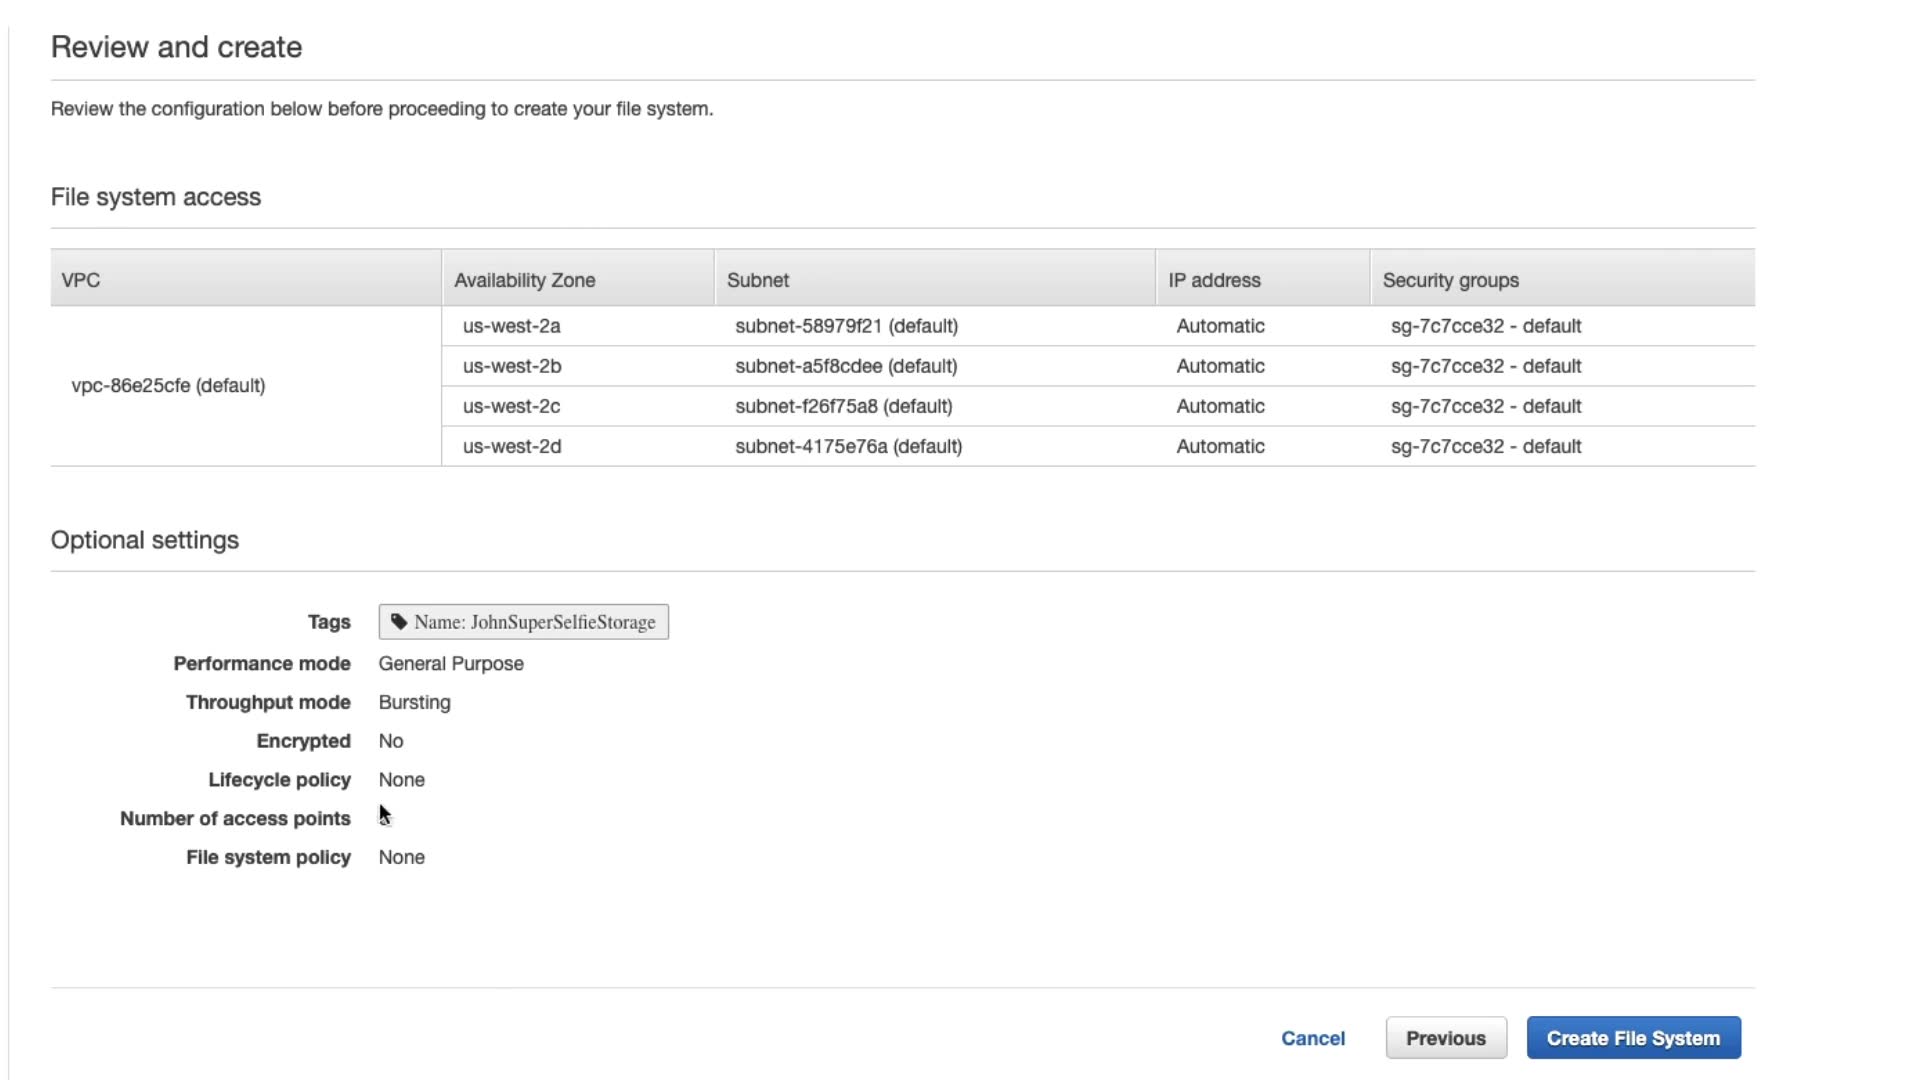 Review and create
Review the configuration below before proceeding to create your file system.
File system access
VPC Availability Zone Subnet IP address Security groups
us-west-2a subnet-58979f21 (default) Automatic sg-7c7cce32 - default
us-west-2b subnet-a5f8cdee (default) Automatic sg-7c7cce32 - default
vpc-86e25cfe (default)
us-west-2c subnet-f26f75a8 (default) Automatic sg-7c7cce32 - default
us-west-2d subnet-4175e76a (default) Automatic sg-7c7cce32 - default
Optional settings
Tags Name: JohnSuperSelfieStorage
Performance mode General Purpose
Throughput mode Bursting
Encrypted No
Lifecycle policy None
Number of access points
File system policy None
Cancel Previous Create File System